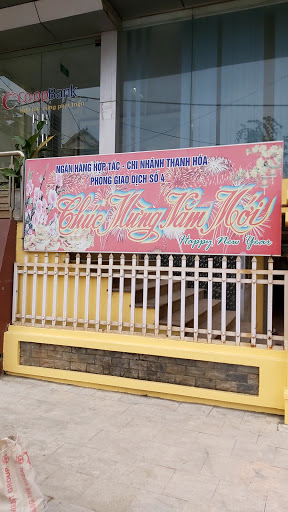 Co-opBank
NGÂN HÀNG HỢP TÁC - CHI NHÁNH THANH HÓA
PHÒNG GIAO DỊCH SỐ 4
Chúc Mừng Năm Mới
Happy New Year